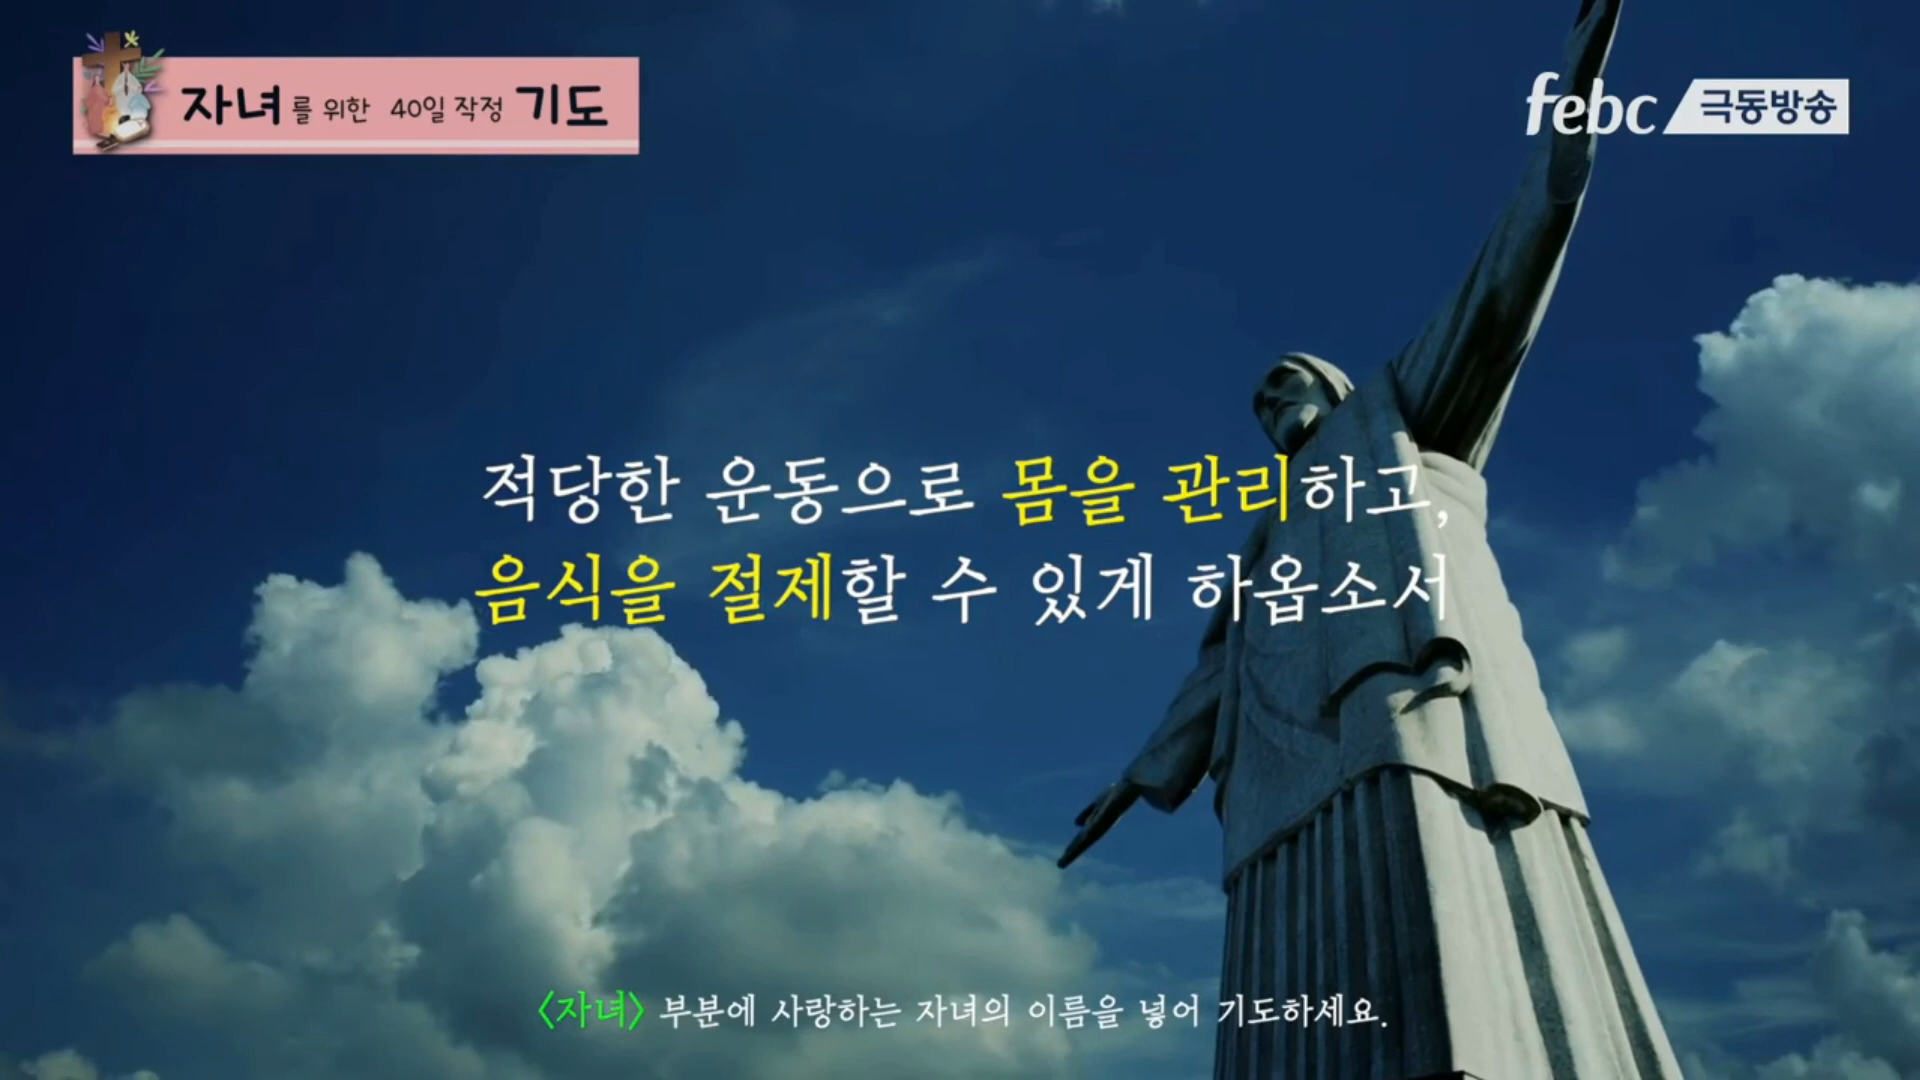 자녀를 위한 40일 작정 기도
febc 극동방송
적당한 운동으로 몸을 관리하고,
음식을 절제할 수 있게 하옵소서
<자녀> 부분에 사랑하는 자녀의 이름을 넣어 기도하세요.